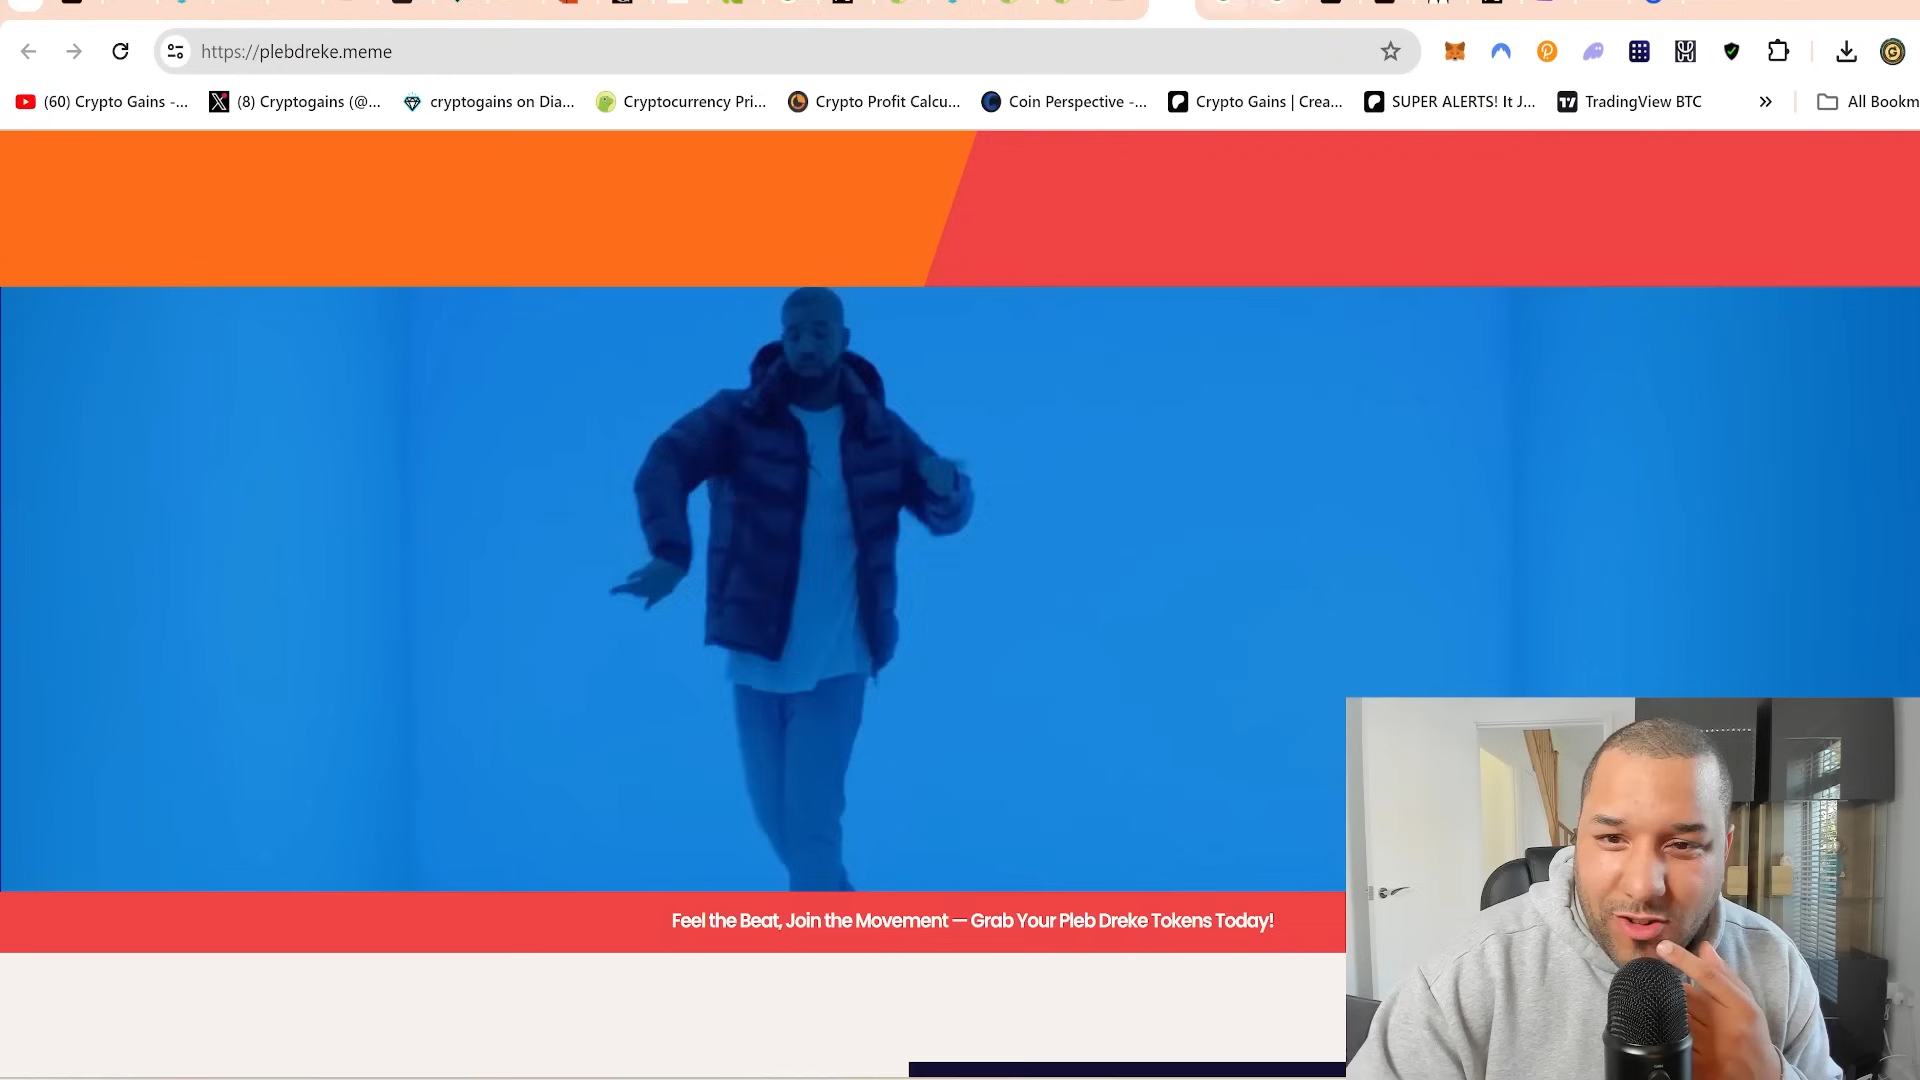 https://plebdreke.meme
(60) Crypto Gains -...
(8) Cryptogains (@...
cryptogains on Dia...
Cryptocurrency Pri...
Crypto Profit Calcu...
Coin Perspective -...
Crypto Gains | Crea...
SUPER ALERTS! It J...
TradingView BTC
All Bookm
Feel the Beat, Join the Movement — Grab Your Pleb Dreke Tokens Today!